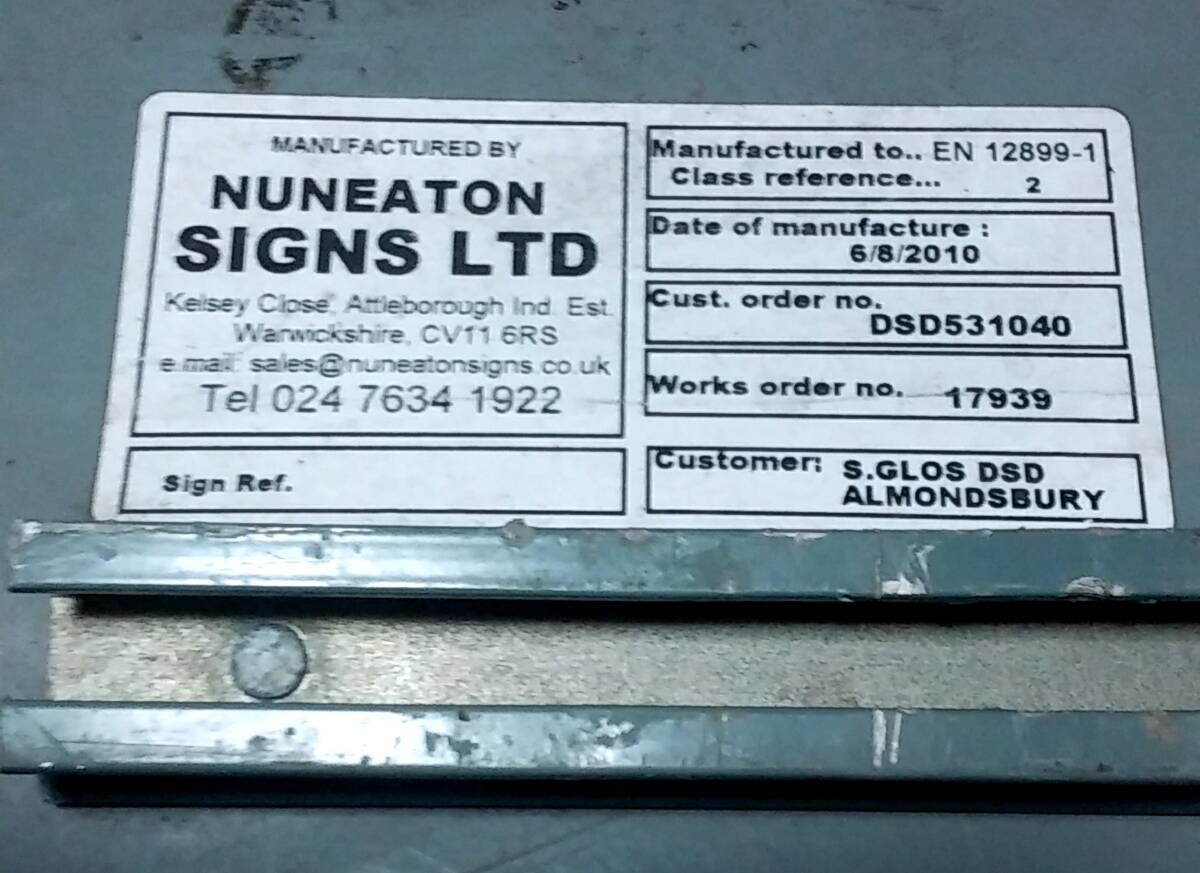 MANUFACTURED BY
NUNEATON
SIGNS LTD
Kelsey Close, Attleborough Ind. Est.
Warwickshire, CV11 6RS
e.mail: sales@nuneatonsigns.co.uk
Tel 024 7634 1922
Sign Ref.
Manufactured to.. EN 12899-1
Class reference... 2
Date of manufacture :
6/8/2010
Cust. order no.
DSD531040
Works order no. 17939
Customer: S.GLOS DSD
ALMONDSBURY